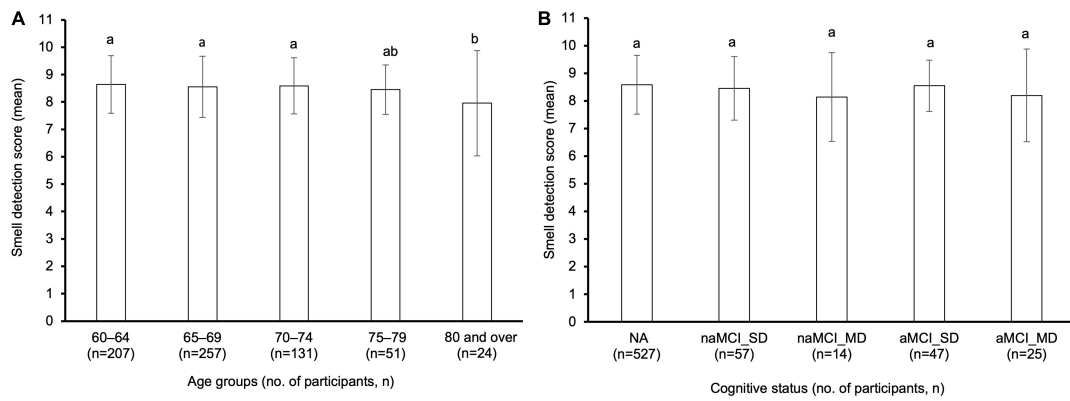 A
Smell detection score (mean)
11
10
9
8
7
6
5
4
3
2
1
0
a
a
a
ab
b
60–64
(n=207)
65–69
(n=257)
70–74
(n=131)
75–79
(n=51)
80 and over
(n=24)
Age groups (no. of participants, n)
B
Smell detection score (mean)
11
10
9
8
7
6
5
4
3
2
1
0
a
a
a
a
a
NA
(n=527)
naMCI_SD
(n=57)
naMCI_MD
(n=14)
aMCI_SD
(n=47)
aMCI_MD
(n=25)
Cognitive status (no. of participants, n)